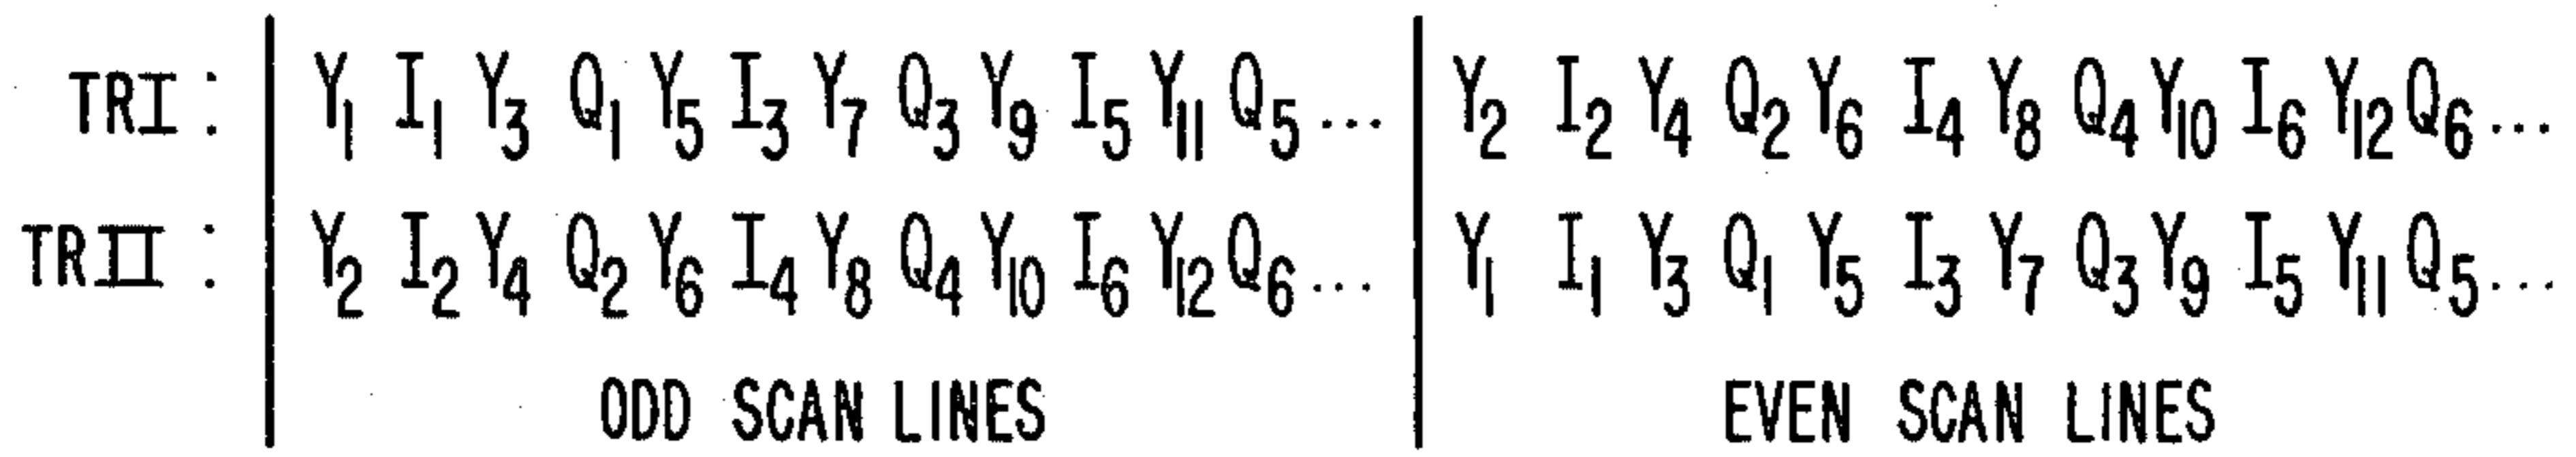 TRI: Y₁ I₁ Y₃ Q₁ Y₅ I₃ Y₇ Q₃ Y₉ I₅ Y₁₁ Q₅... Y₂ I₂ Y₄ Q₂ Y₆ I₄ Y₈ Q₄ Y₁₀ I₆ Y₁₂ Q₆...
TRII: Y₂ I₂ Y₄ Q₂ Y₆ I₄ Y₈ Q₄ Y₁₀ I₆ Y₁₂ Q₆... Y₁ I₁ Y₃ Q₁ Y₅ I₃ Y₇ Q₃ Y₉ I₅ Y₁₁ Q₅...
ODD SCAN LINES EVEN SCAN LINES